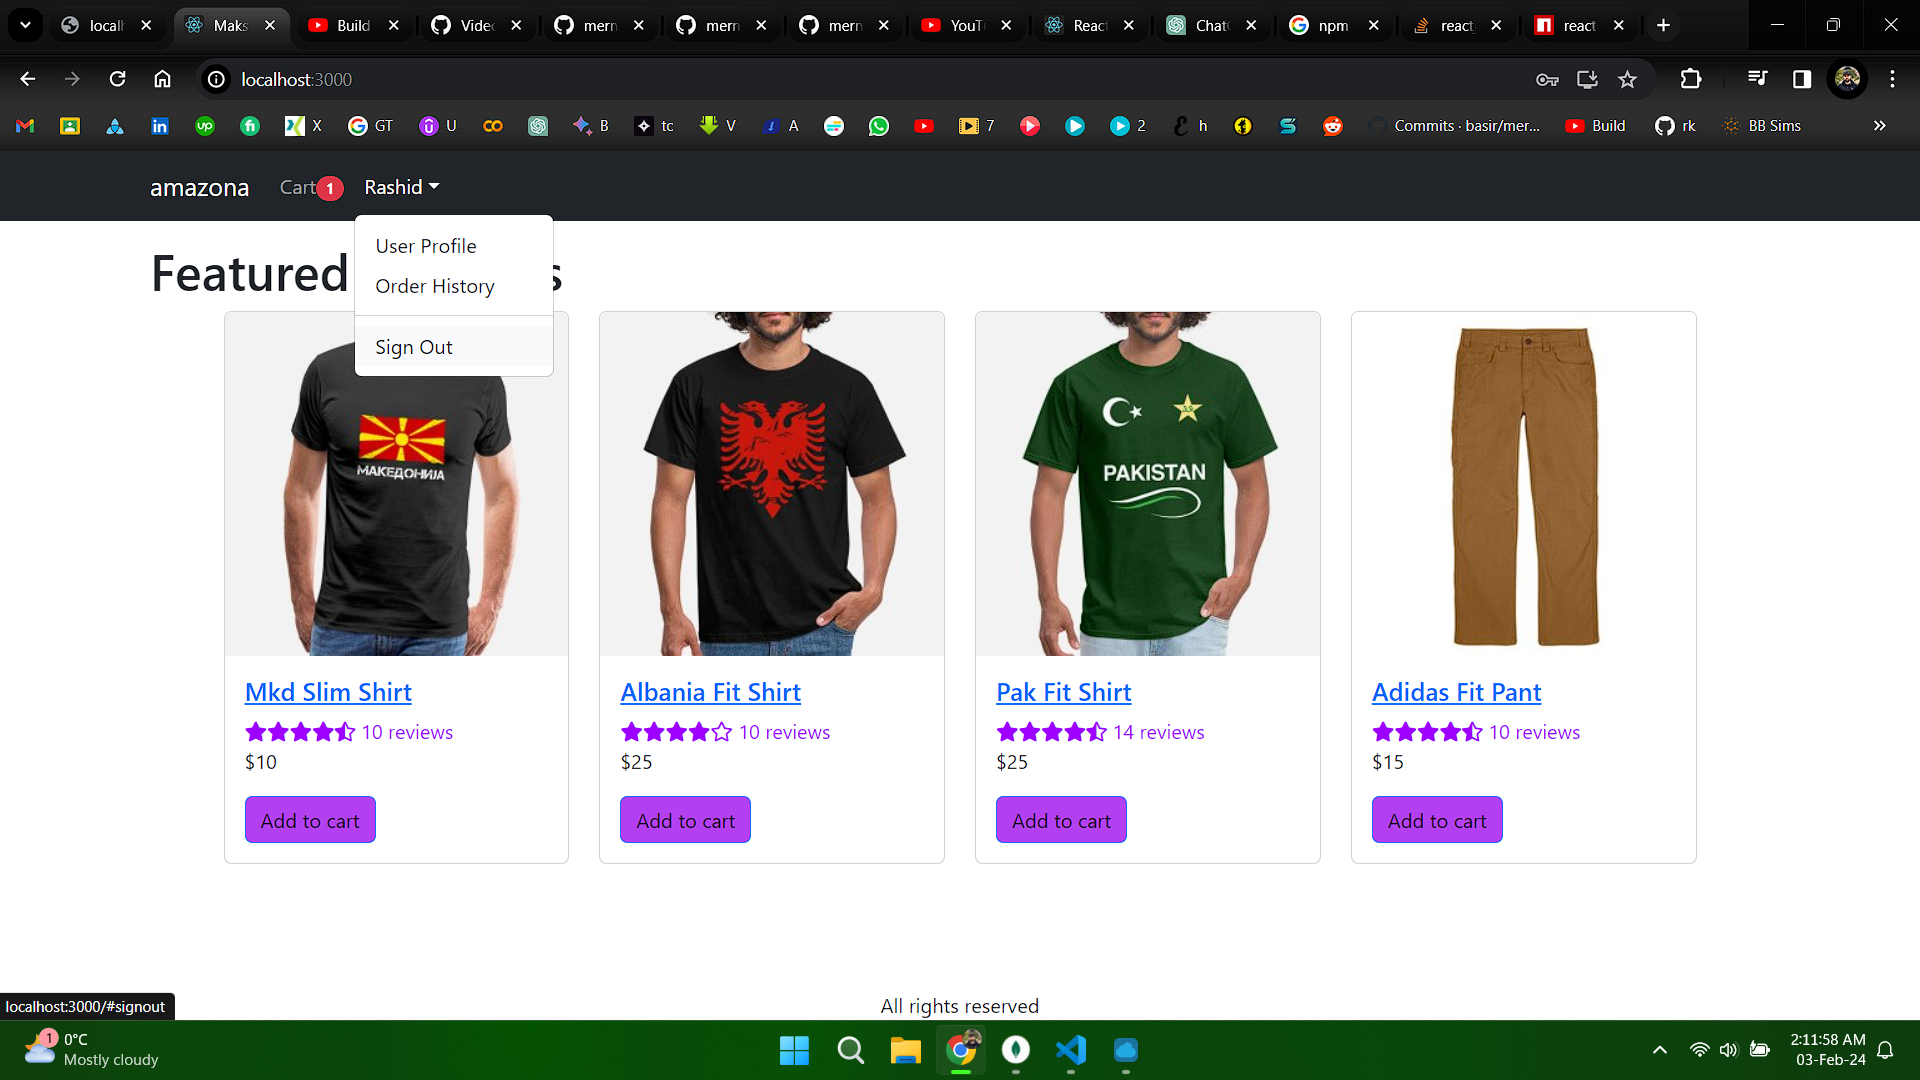 locall
Maks
Build
Videc
mern
mern
mern
YouTu
React
ChatG
npm
react
react
localhost:3000
X
GT
U
B
tc
V
A
7
2
h
Commits · basir/mer...
Build
rk
BB Sims
amazona
Cart 1
Rashid
User Profile
Order History
Sign Out
Featured
s
МАКЕДОНИЈА
PAKISTAN
Mkd Slim Shirt
10 reviews
$10
Add to cart
Albania Fit Shirt
10 reviews
$25
Add to cart
Pak Fit Shirt
14 reviews
$25
Add to cart
Adidas Fit Pant
10 reviews
$15
Add to cart
All rights reserved
localhost:3000/#signout
1
0°C
Mostly cloudy
2:11:58 AM
03-Feb-24